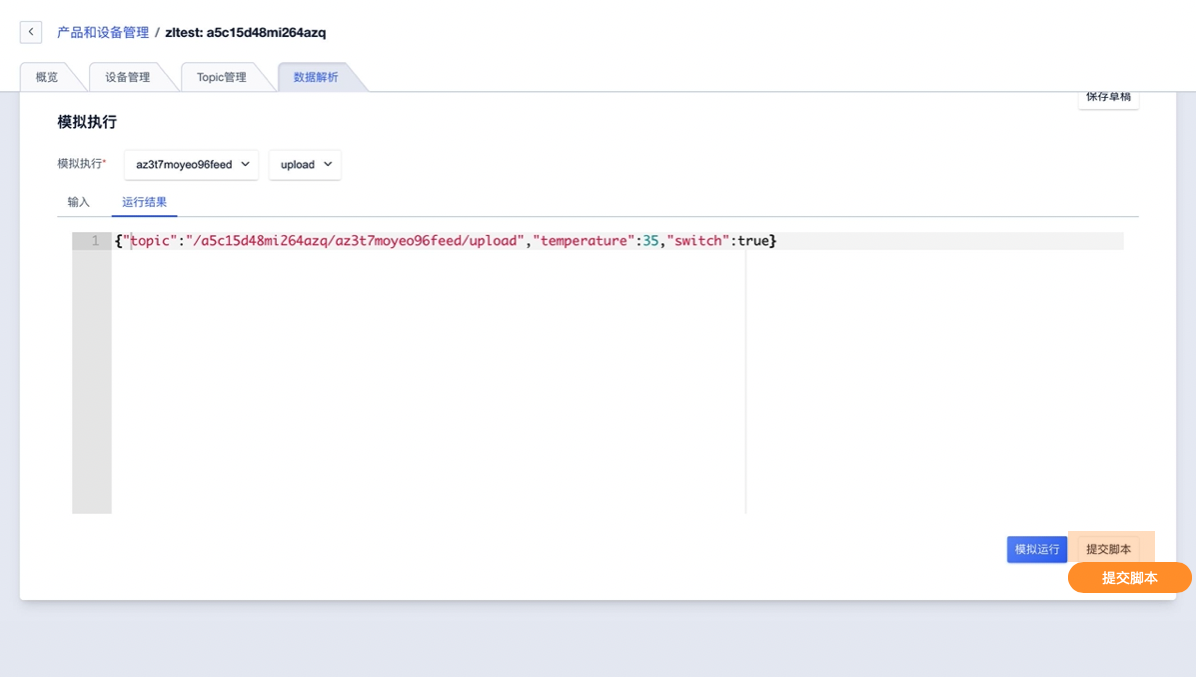 产品和设备管理 / zltest: a5c15d48mi264azq
概览 设备管理 Topic管理 数据解析
保存草稿
模拟执行
模拟执行* az3t7moyeo96feed upload
输入 运行结果
1 {"topic":"/a5c15d48mi264azq/az3t7moyeo96feed/upload","temperature":35,"switch":true}
模拟运行 提交脚本
提交脚本